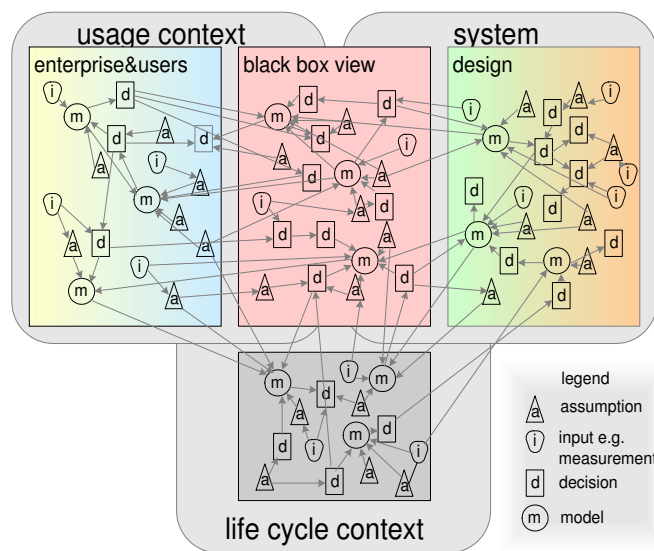 usage context
system
enterprise&users
i
d
m
d
a
d
i
a
a
m
i
a
a
d
a
i
m
a
black box view
d
d
m
d
a
i
d
m
a
i
a
d
d
d
a
m
a
d
a
d
design
i
a
d
a
i
m
d
d
a
d
i
d
i
d
i
a
m
a
d
m
a
d
a
d
m
d
i
m
a
a
d
i
m
d
i
a
d
a
a
life cycle context
legend
a assumption
i input e.g.
measurement
d decision
m model